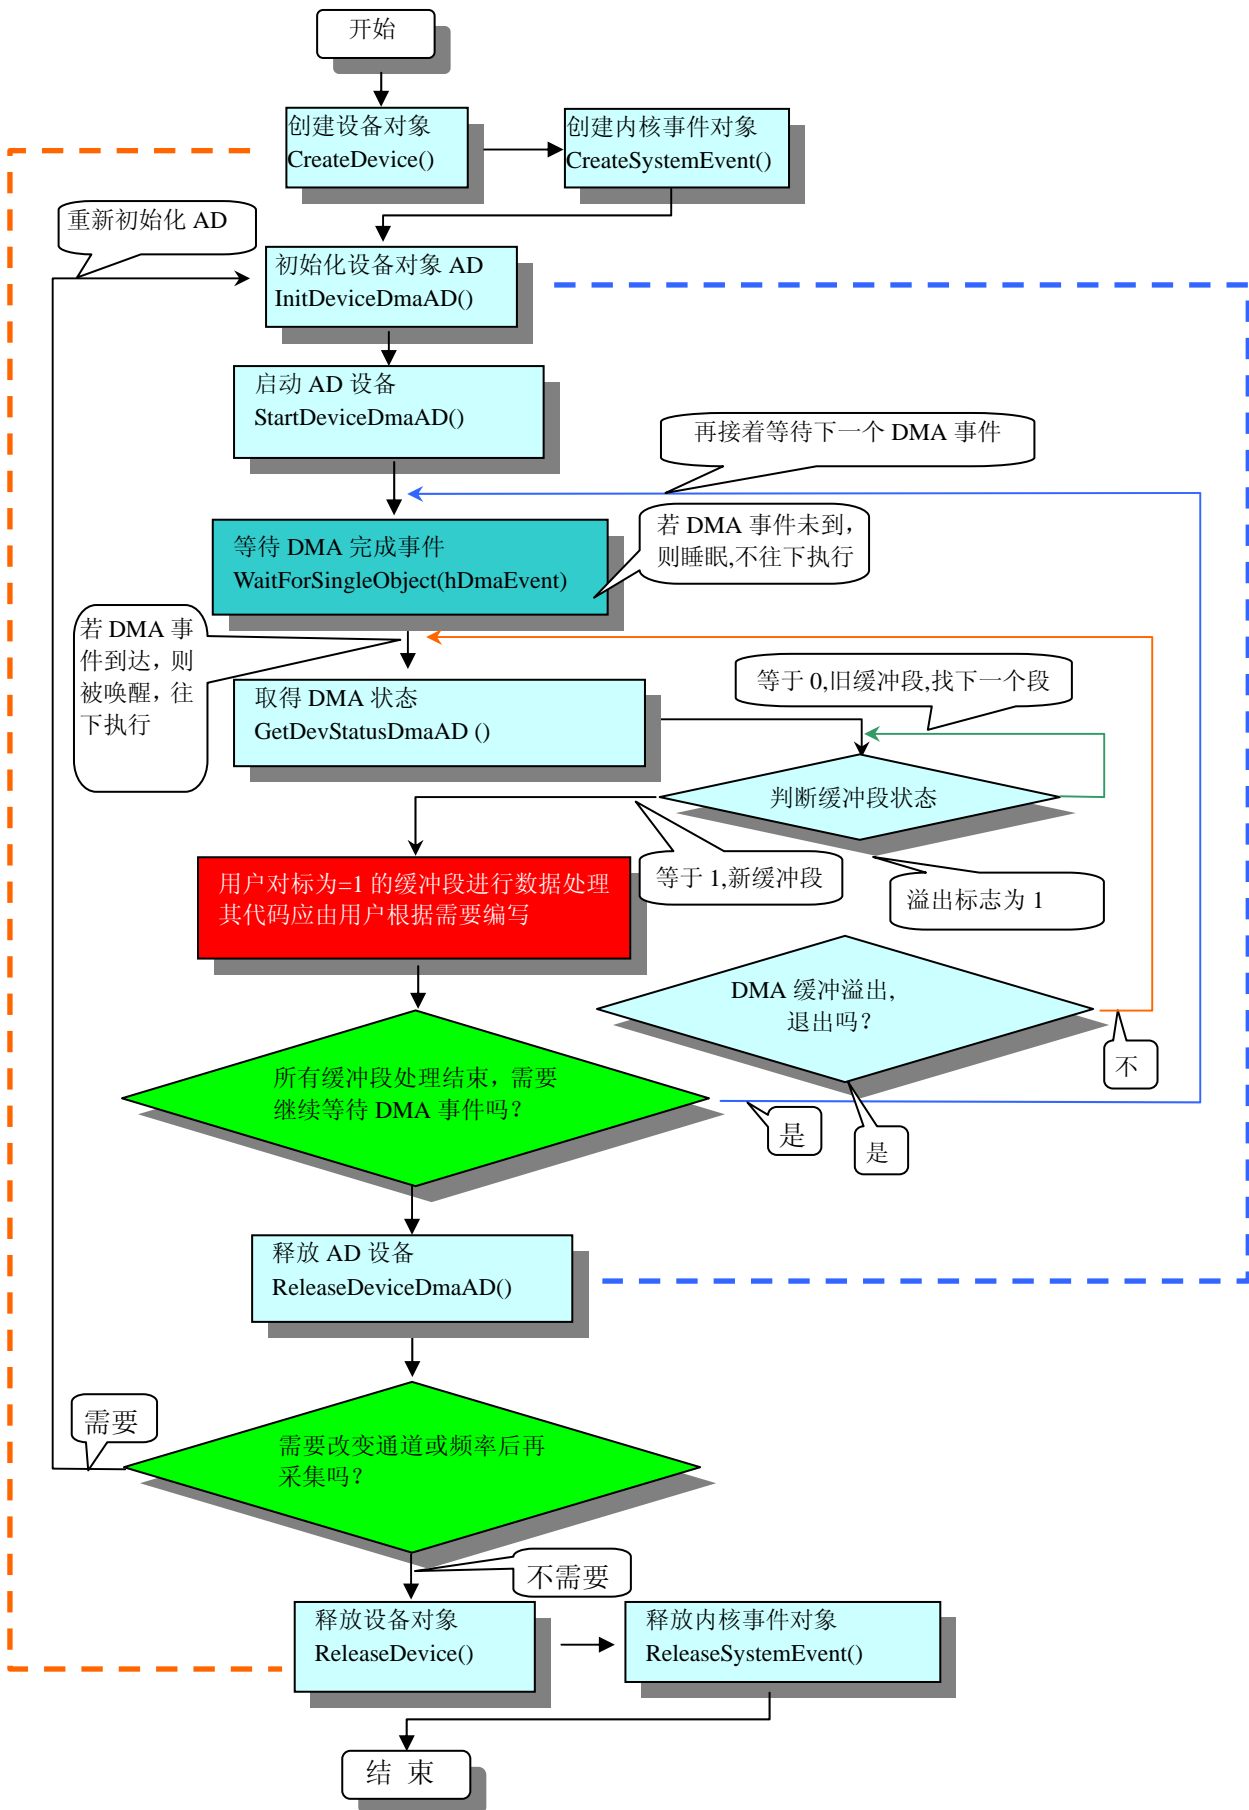 开始
创建设备对象
CreateDevice()
创建内核事件对象
CreateSystemEvent()
重新初始化 AD
初始化设备对象 AD
InitDeviceDmaAD()
启动 AD 设备
StartDeviceDmaAD()
再接着等待下一个 DMA 事件
等待 DMA 完成事件
WaitForSingleObject(hDmaEvent)
若 DMA 事件未到，
则睡眠,不往下执行
若 DMA 事
件到达，则
被唤醒，往
下执行
取得 DMA 状态
GetDevStatusDmaAD ()
等于 0,旧缓冲段,找下一个段
判断缓冲段状态
用户对标为=1 的缓冲段进行数据处理
其代码应由用户根据需要编写
等于 1,新缓冲段
溢出标志为 1
DMA 缓冲溢出,
退出吗？
不
所有缓冲段处理结束，需要
继续等待 DMA 事件吗？
是
是
释放 AD 设备
ReleaseDeviceDmaAD()
需要
需要改变通道或频率后再
采集吗？
不需要
释放设备对象
ReleaseDevice()
释放内核事件对象
ReleaseSystemEvent()
结 束